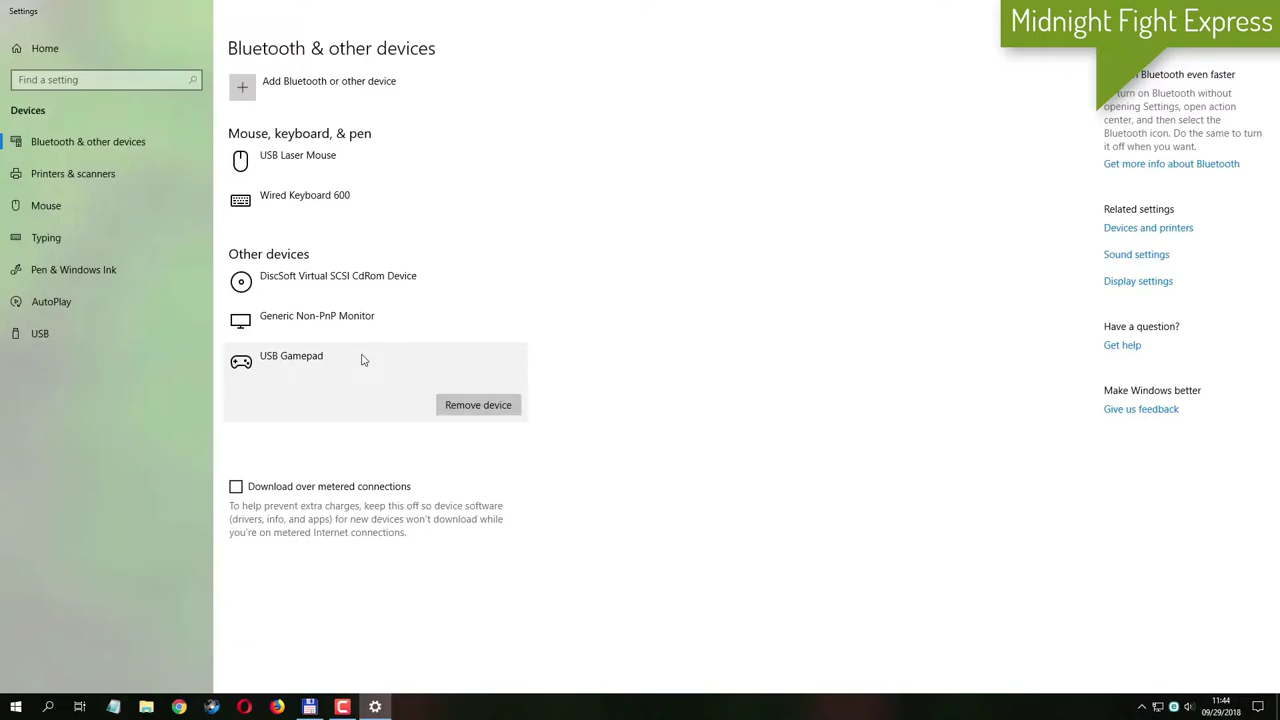 Settings
Home
Find a setting
Devices
Bluetooth & other devices
Printers & scanners
Mouse
Typing
Pen & Windows Ink
AutoPlay
USB
Bluetooth & other devices
Add Bluetooth or other device
Mouse, keyboard, & pen
USB Laser Mouse
Wired Keyboard 600
Other devices
DiscSoft Virtual SCSI CdRom Device
Generic Non-PnP Monitor
USB Gamepad
Remove device
Download over metered connections
To help prevent extra charges, keep this off so device software
(drivers, info, and apps) for new devices won't download while
you're on metered Internet connections.
Midnight Fight Express
Bluetooth even faster
turn on Bluetooth without
opening Settings, open action
center, and then select the
Bluetooth icon. Do the same to turn
it off when you want.
Get more info about Bluetooth
Related settings
Devices and printers
Sound settings
Display settings
Have a question?
Get help
Make Windows better
Give us feedback
11:44
09/29/2018